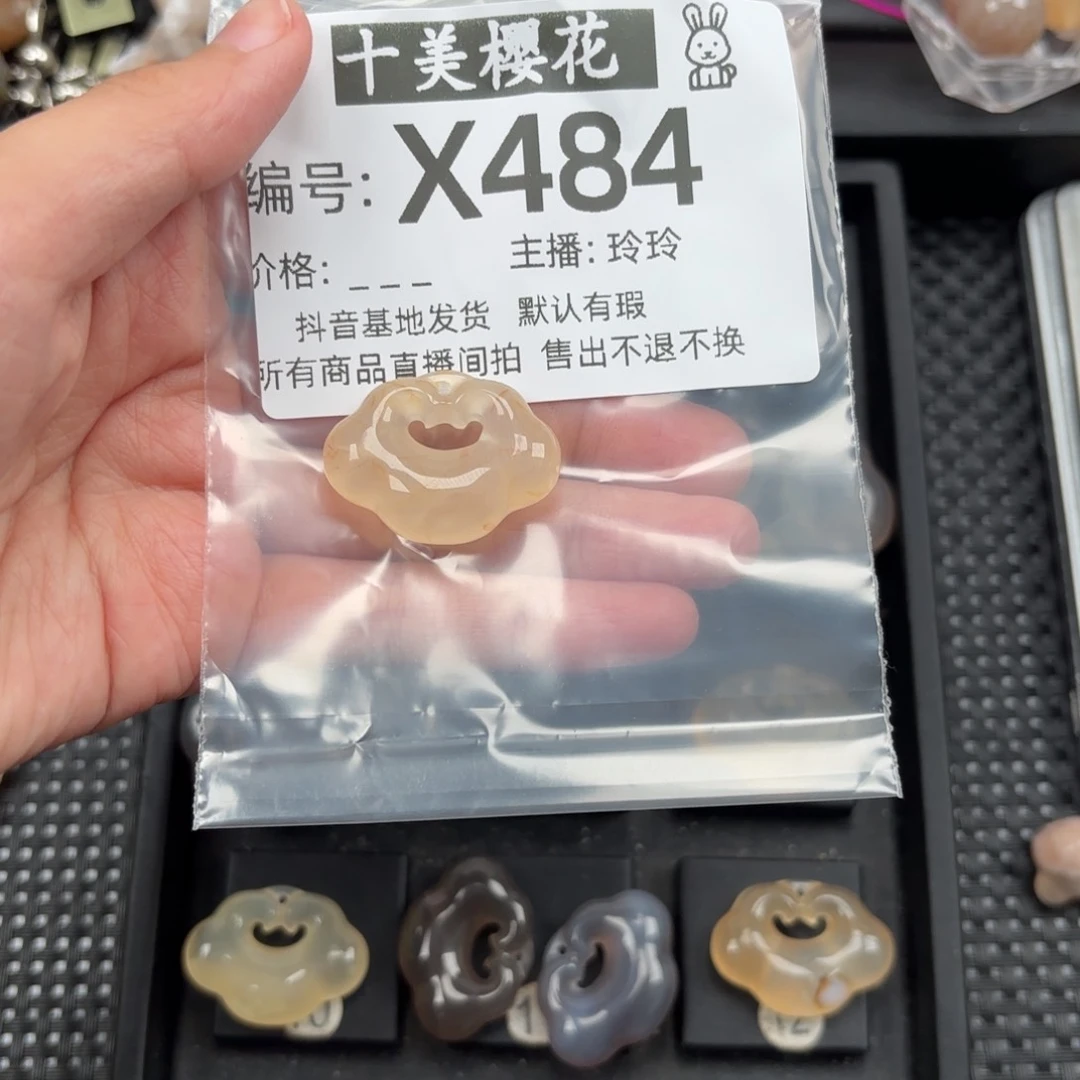 十美樱花
编号: X484
价格: _ _ _ 主播: 玲玲
抖音基地发货 默认有瑕
所有商品直播间拍 售出不退不换
12